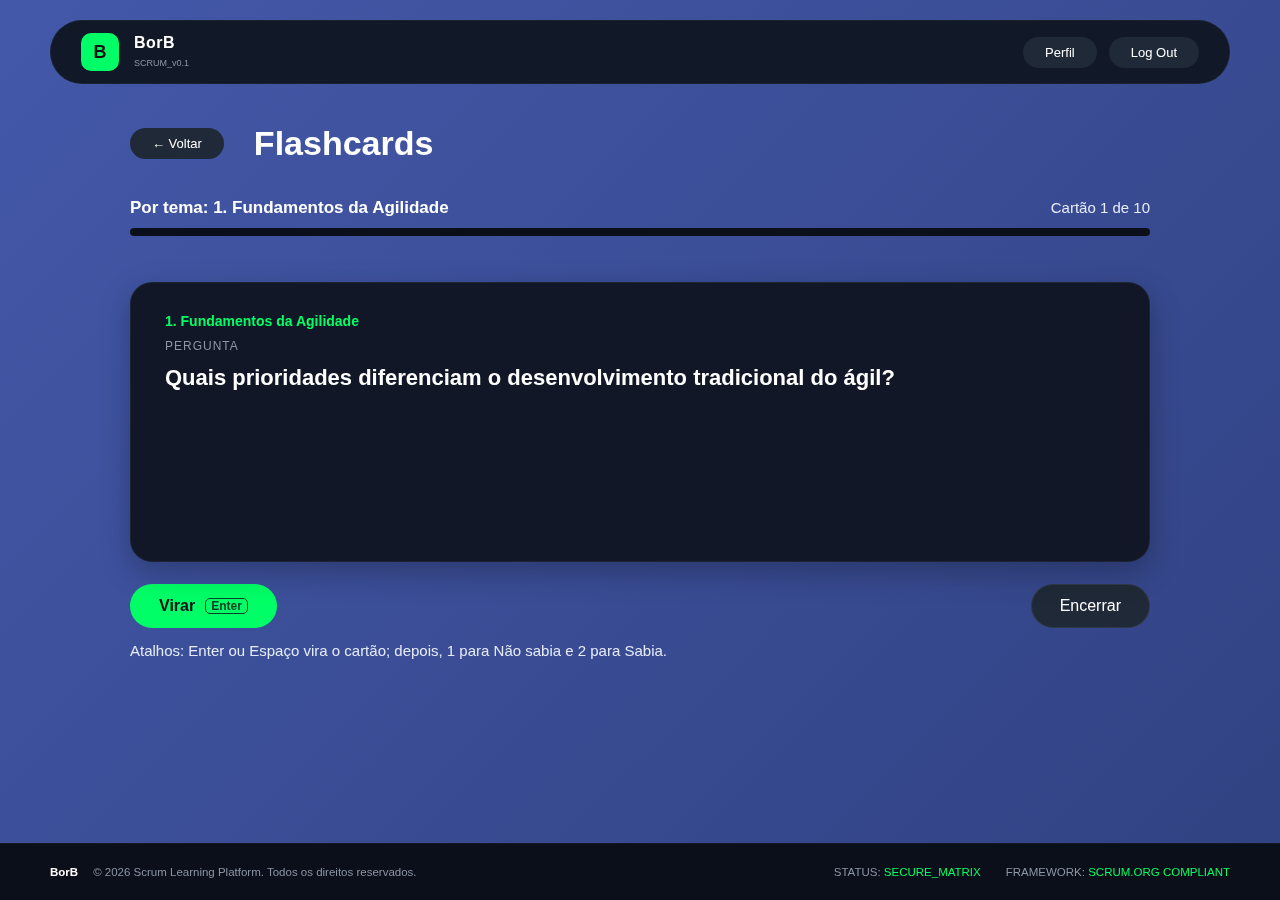 B
BorB
SCRUM_v0.1
Perfil
Log Out
← Voltar
Flashcards
Por tema: 1. Fundamentos da Agilidade
Cartão 1 de 10
1. Fundamentos da Agilidade
PERGUNTA
Quais prioridades diferenciam o desenvolvimento tradicional do ágil?
Virar Enter
Encerrar
Atalhos: Enter ou Espaço vira o cartão; depois, 1 para Não sabia e 2 para Sabia.
BorB © 2026 Scrum Learning Platform. Todos os direitos reservados.
STATUS: SECURE_MATRIX FRAMEWORK: SCRUM.ORG COMPLIANT